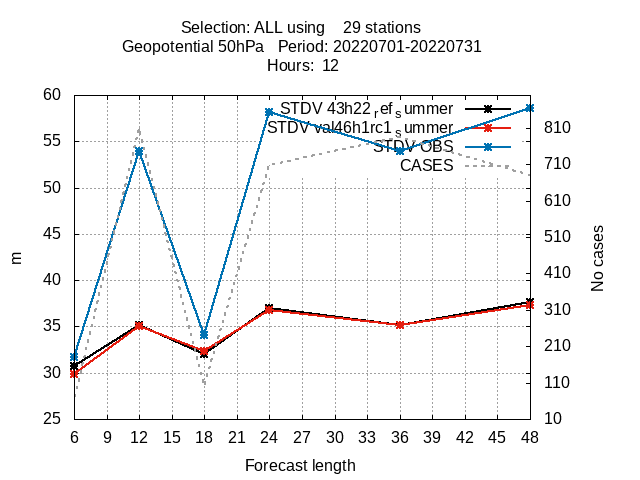 Selection: ALL using    29 stations
Geopotential 50hPa   Period: 20220701-20220731
Hours:  12
60
55
50
45
40
35
30
25
m
STDV 43h22_ref_summer
STDV val46h1rc1_summer
STDV OBS
CASES
810
710
610
510
410
310
210
110
10
No cases
6 9 12 15 18 21 24 27 30 33 36 39 42 45 48
Forecast length